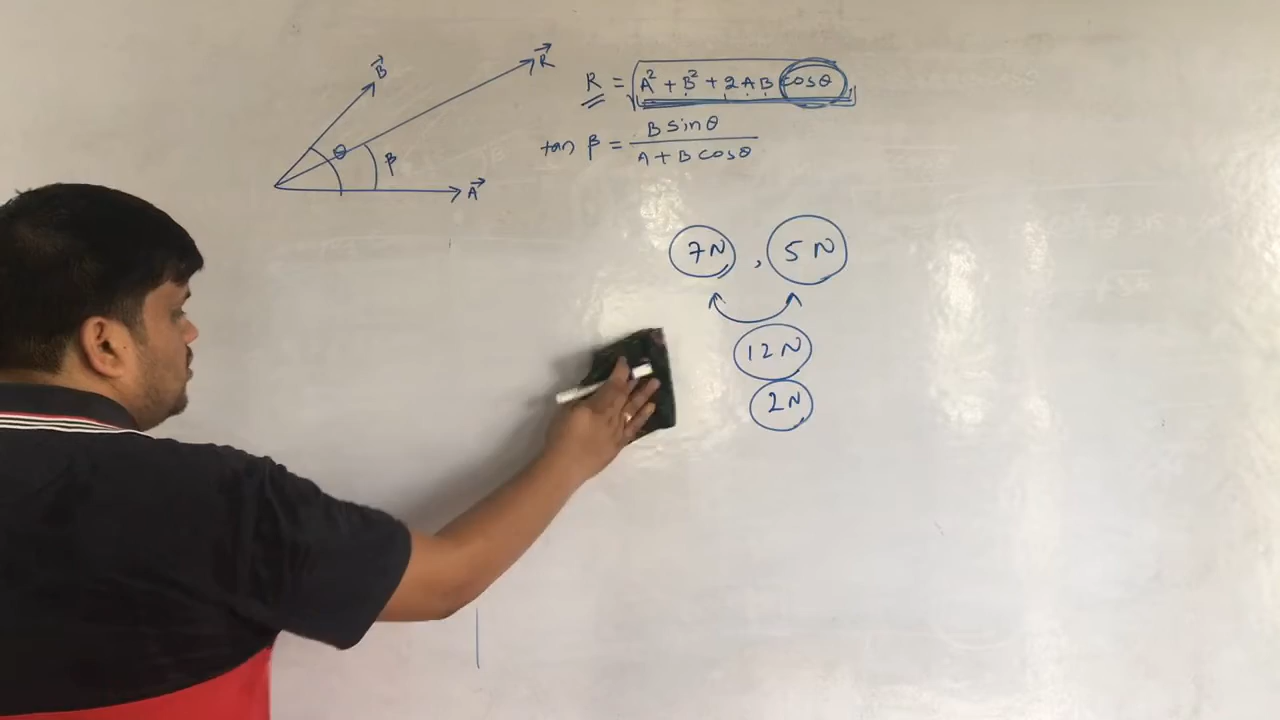 B⃗
R⃗
θ
β
A⃗
R = √A² + B² + 2AB cosθ
tan β = B sinθ / A + B cosθ
7N , 5N
12N
2N